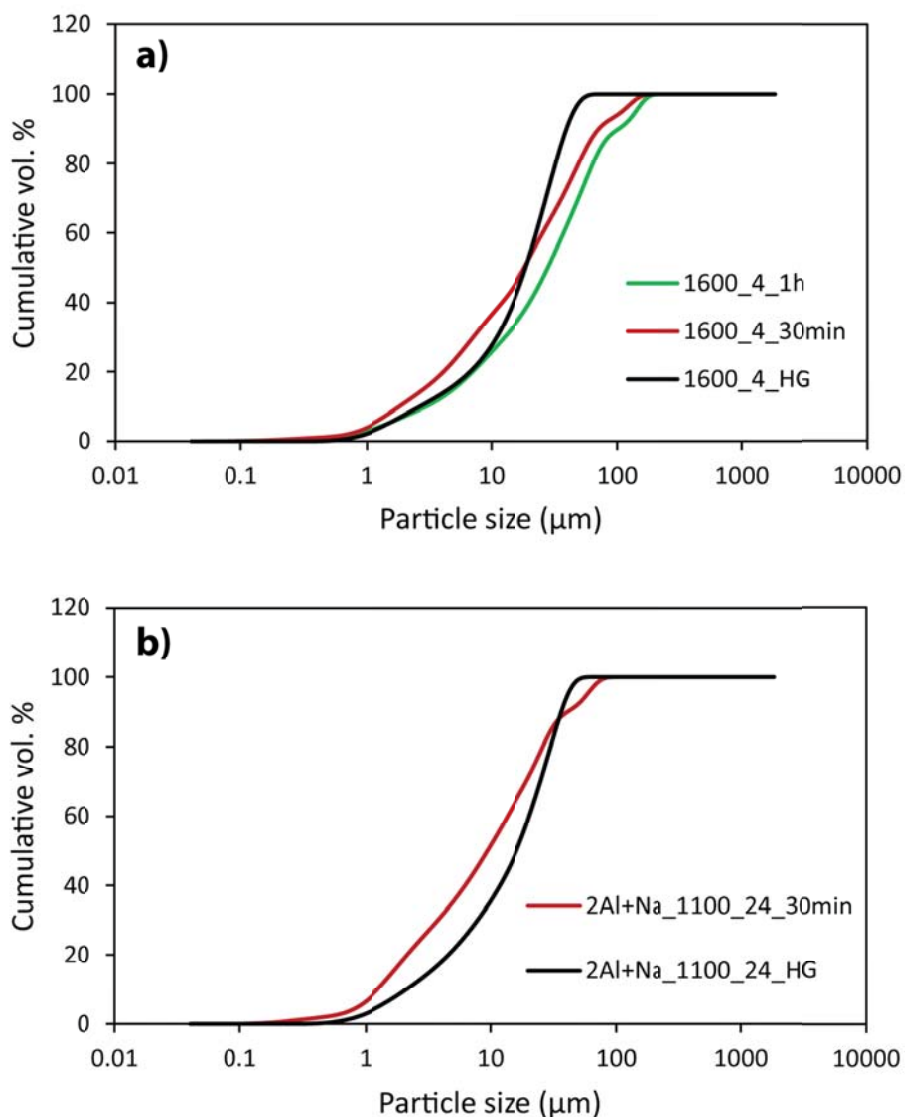 120
a)
100
80
60
40
20
0
Cumulative vol. %
1600_4_1h
1600_4_30min
1600_4_HG
0.01 0.1 1 10 100 1000 10000
Particle size (µm)
120
b)
100
80
60
40
20
0
Cumulative vol. %
2Al+Na_1100_24_30min
2Al+Na_1100_24_HG
0.01 0.1 1 10 100 1000 10000
Particle size (µm)